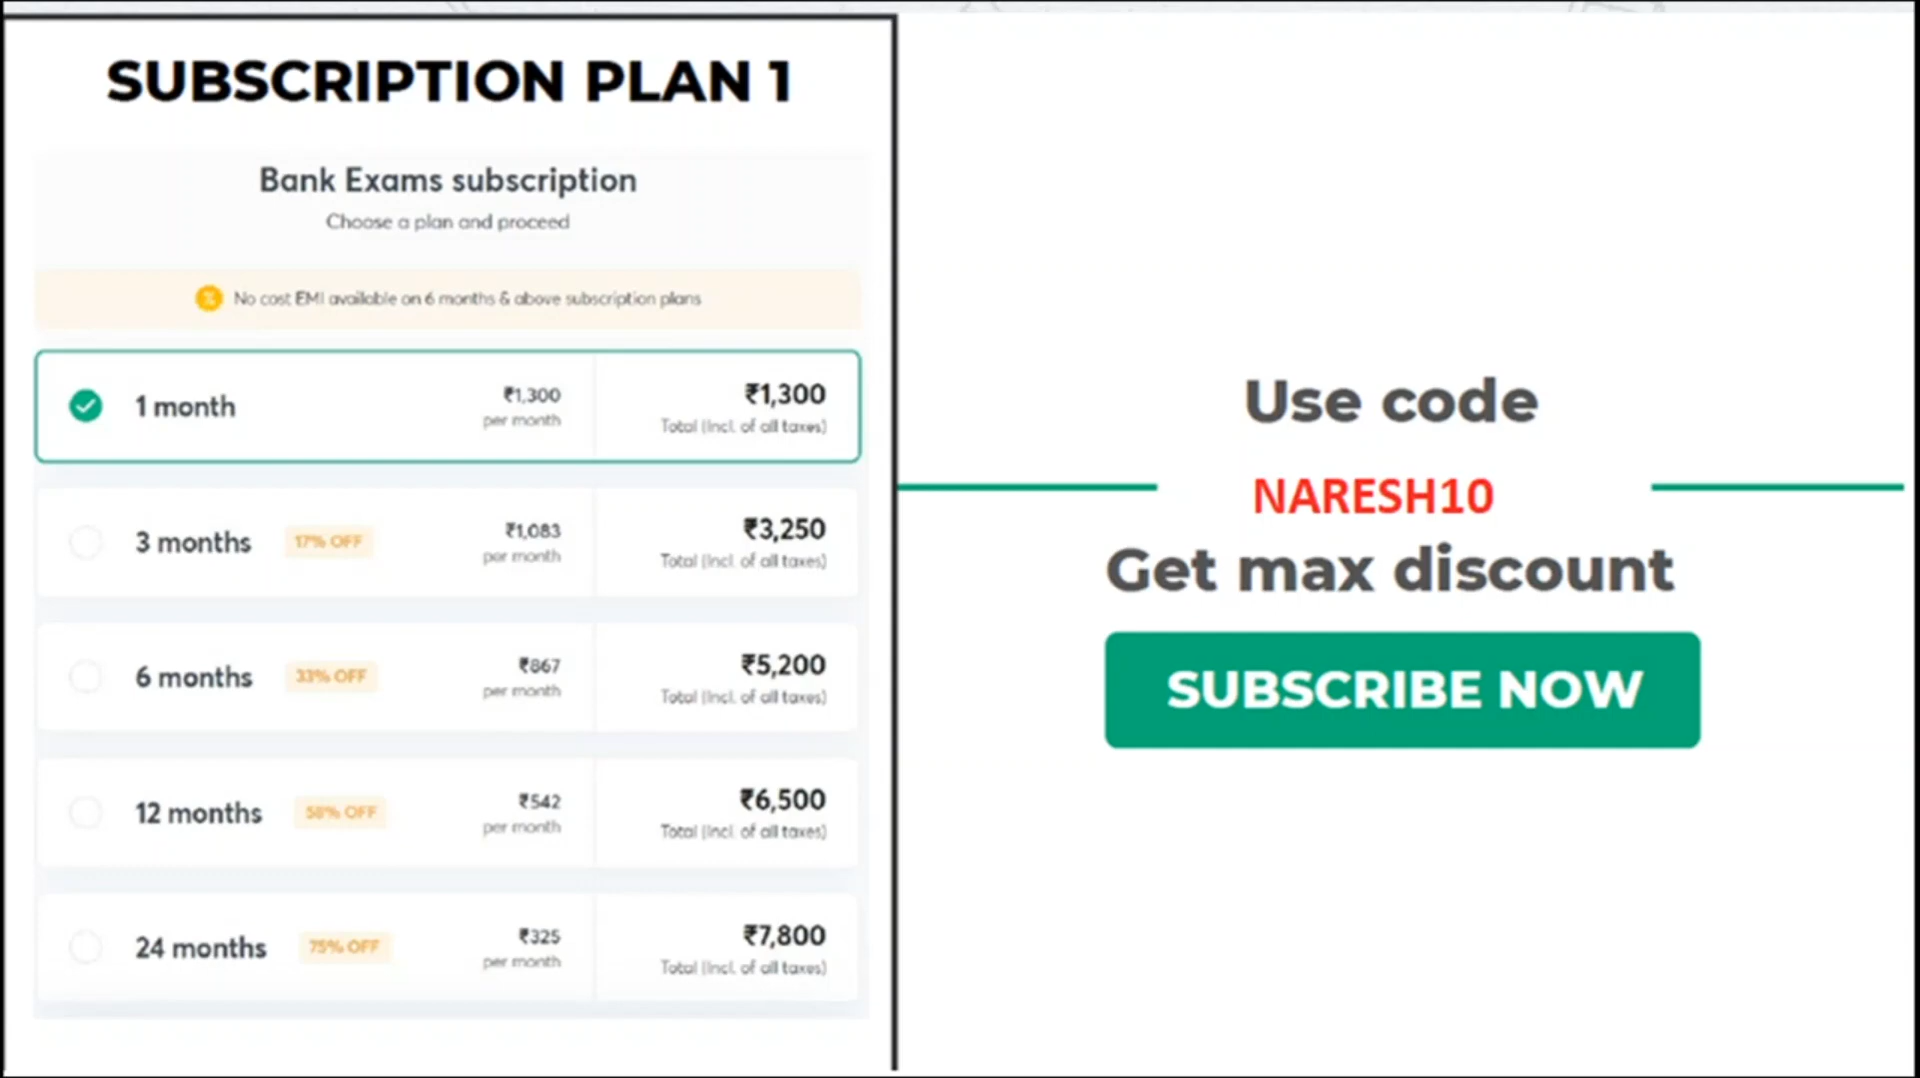 SUBSCRIPTION PLAN 1
Bank Exams subscription
Choose a plan and proceed
No cost EMI available on 6 months & above subscription plans
1 month ₹1,300 ₹1,300
per month Total (Incl. of all taxes)
3 months 17% OFF ₹1,083 ₹3,250
per month Total (Incl. of all taxes)
6 months 33% OFF ₹867 ₹5,200
per month Total (Incl. of all taxes)
12 months 58% OFF ₹542 ₹6,500
per month Total (Incl. of all taxes)
24 months 75% OFF ₹325 ₹7,800
per month Total (Incl. of all taxes)
Use code
NARESH10
Get max discount
SUBSCRIBE NOW